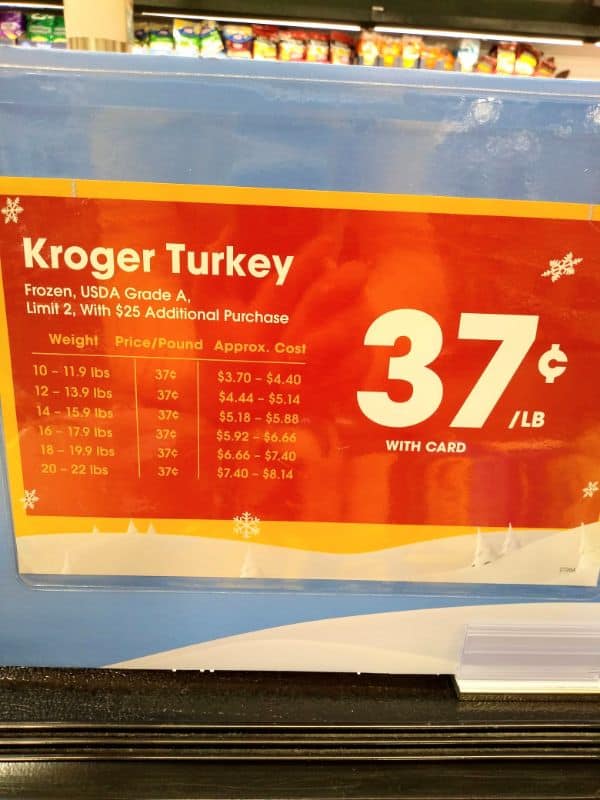 Kroger Turkey
Frozen, USDA Grade A,
Limit 2, With $25 Additional Purchase
Weight Price/Pound Approx. Cost
10 - 11.9 lbs 37¢ $3.70 - $4.40
12 - 13.9 lbs 37¢ $4.44 - $5.14
14 - 15.9 lbs 37¢ $5.18 - $5.88
16 - 17.9 lbs 37¢ $5.92 - $6.66
18 - 19.9 lbs 37¢ $6.66 - $7.40
20 - 22 lbs 37¢ $7.40 - $8.14
37¢
/LB
WITH CARD